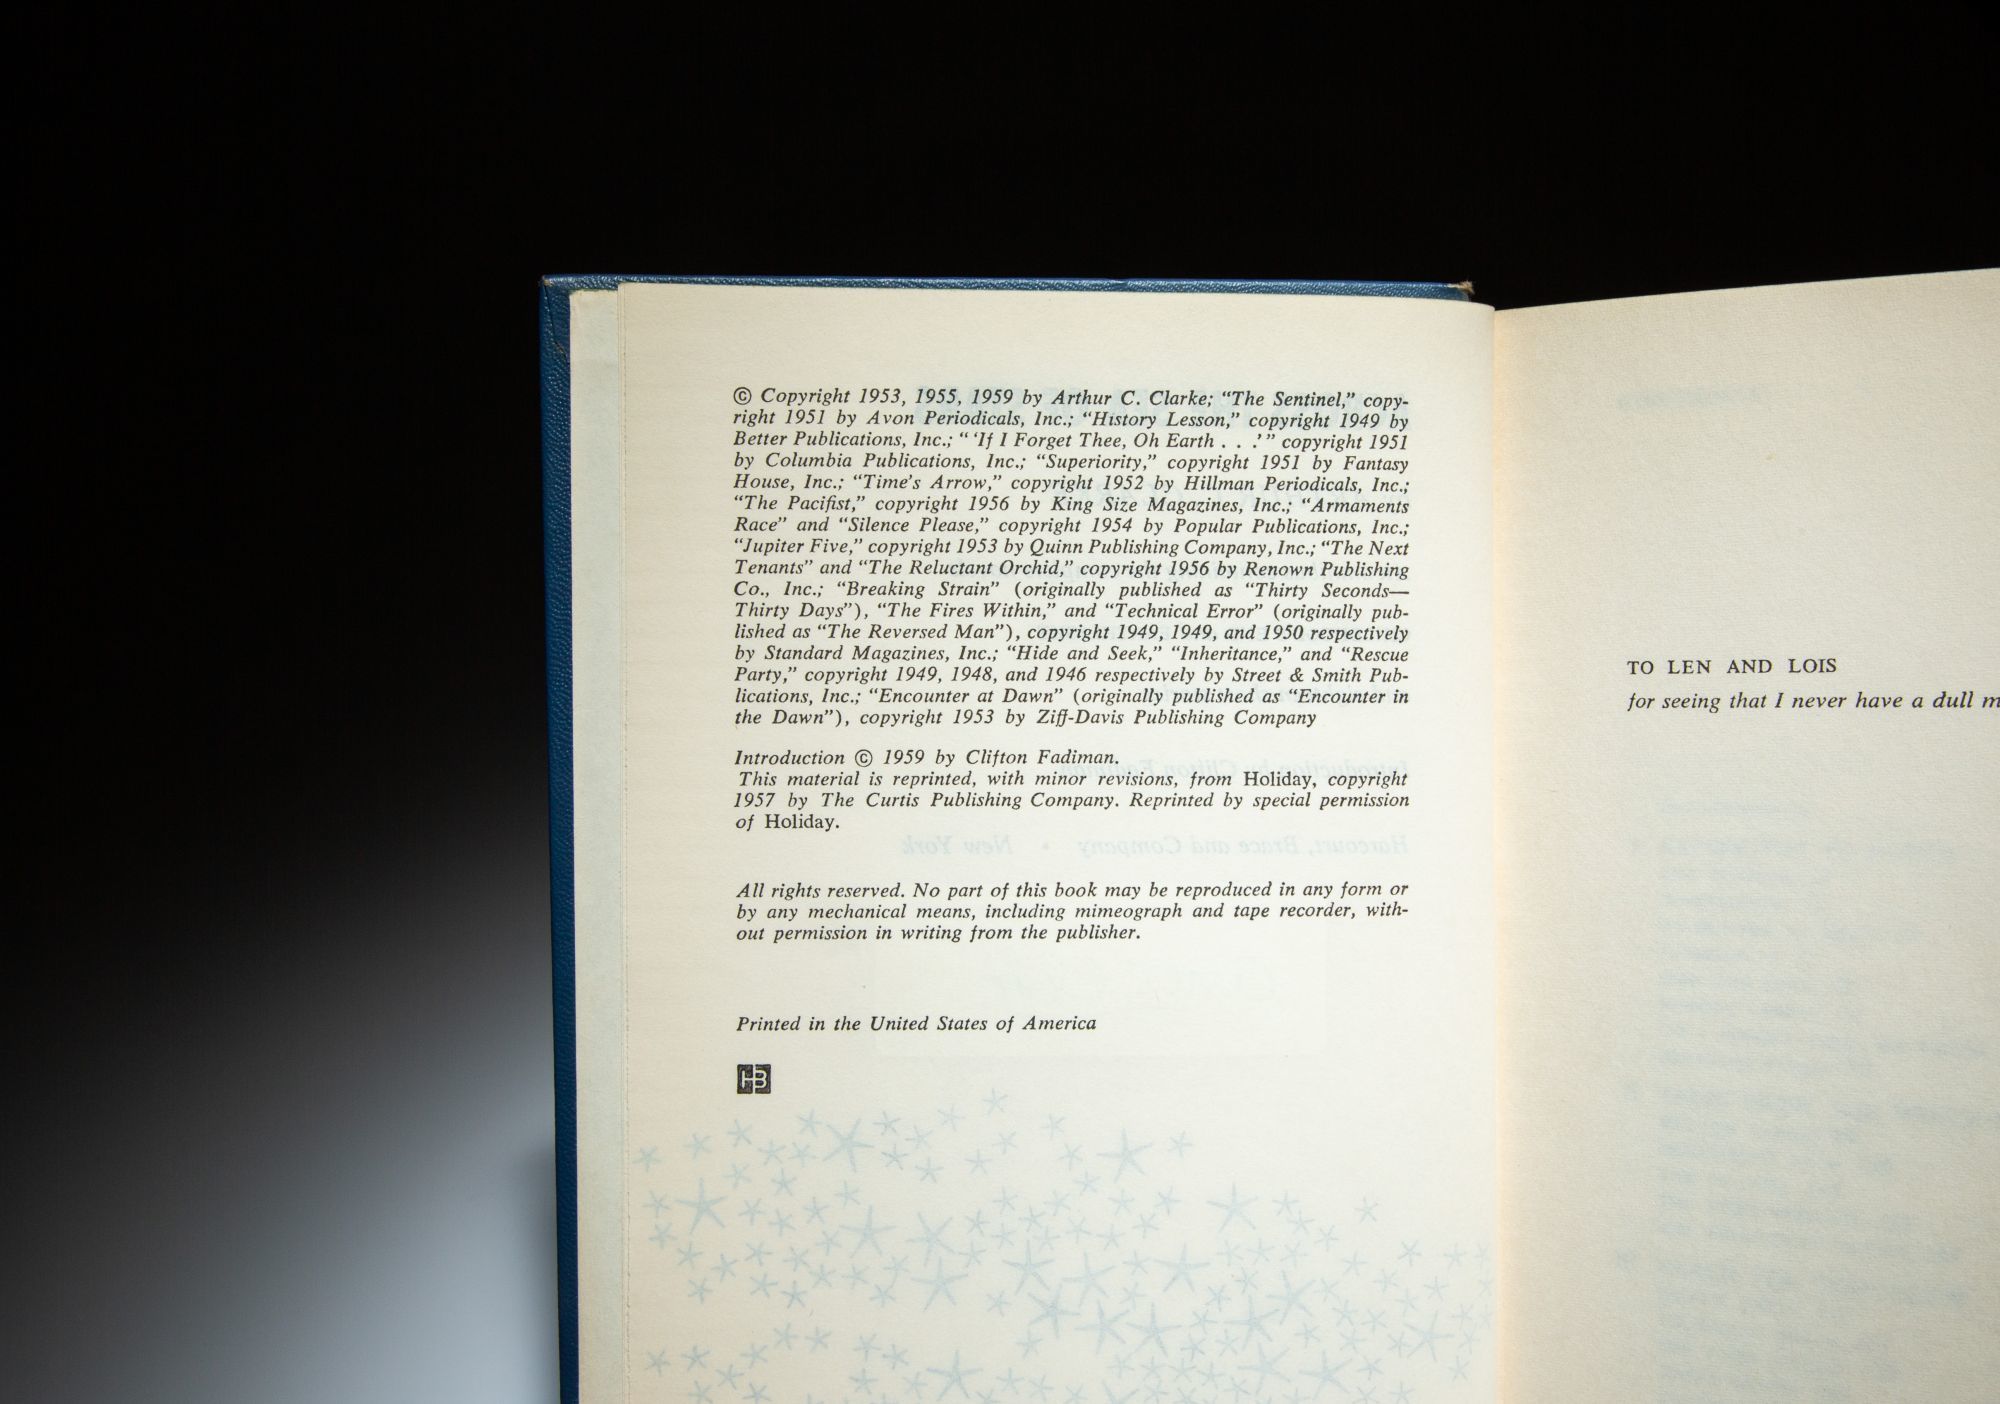 © Copyright 1953, 1955, 1959 by Arthur C. Clarke; “The Sentinel,” copy-
right 1951 by Avon Periodicals, Inc.; “History Lesson,” copyright 1949 by
Better Publications, Inc.; “ ‘If I Forget Thee, Oh Earth . . .’ ” copyright 1951
by Columbia Publications, Inc.; “Superiority,” copyright 1951 by Fantasy
House, Inc.; “Time’s Arrow,” copyright 1952 by Hillman Periodicals, Inc.;
“The Pacifist,” copyright 1956 by King Size Magazines, Inc.; “Armaments
Race” and “Silence Please,” copyright 1954 by Popular Publications, Inc.;
“Jupiter Five,” copyright 1953 by Quinn Publishing Company, Inc.; “The Next
Tenants” and “The Reluctant Orchid,” copyright 1956 by Renown Publishing
Co., Inc.; “Breaking Strain” (originally published as “Thirty Seconds—
Thirty Days”), “The Fires Within,” and “Technical Error” (originally pub-
lished as “The Reversed Man”), copyright 1949, 1949, and 1950 respectively
by Standard Magazines, Inc.; “Hide and Seek,” “Inheritance,” and “Rescue
Party,” copyright 1949, 1948, and 1946 respectively by Street & Smith Pub-
lications, Inc.; “Encounter at Dawn” (originally published as “Encounter in
the Dawn”), copyright 1953 by Ziff-Davis Publishing Company
Introduction © 1959 by Clifton Fadiman.
This material is reprinted, with minor revisions, from Holiday, copyright
1957 by The Curtis Publishing Company. Reprinted by special permission
of Holiday.
All rights reserved. No part of this book may be reproduced in any form or
by any mechanical means, including mimeograph and tape recorder, with-
out permission in writing from the publisher.
Printed in the United States of America
HB
TO LEN AND LOIS
for seeing that I never have a dull m